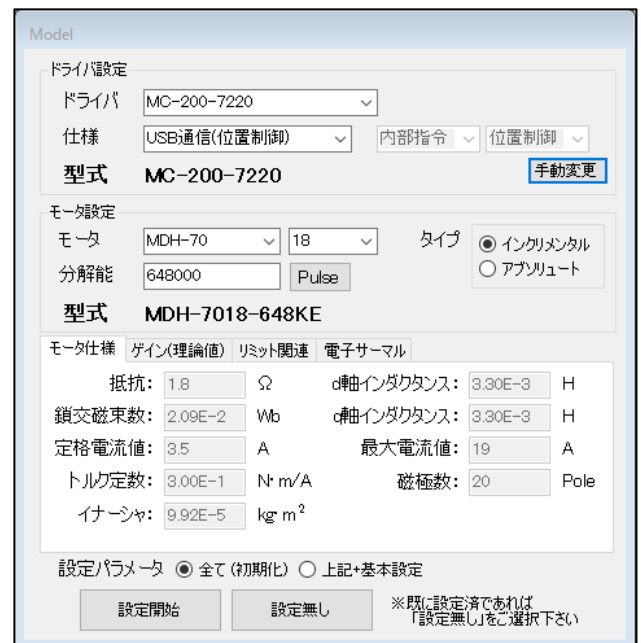 Model
ドライバ設定
ドライバ MC-200-7220
仕様 USB通信(位置制御) 内部指令 位置制御
型式 MC-200-7220 手動変更
モータ設定
モータ MDH-70 18 タイプ インクリメンタル
分解能 648000 Pulse アブソリュート
型式 MDH-7018-648KE
モータ仕様 ゲイン(理論値) リミット関連 電子サーマル
抵抗: 1.8 Ω d軸インダクタンス: 3.30E-3 H
鎖交磁束数: 2.09E-2 Wb q軸インダクタンス: 3.30E-3 H
定格電流値: 3.5 A 最大電流値: 19 A
トルク定数: 3.00E-1 N・m/A 磁極数: 20 Pole
イナーシャ: 9.92E-5 kg・m²
設定パラメータ 全て(初期化) 上記+基本設定
設定開始 設定無し ※既に設定済であれば
「設定無し」をご選択下さい